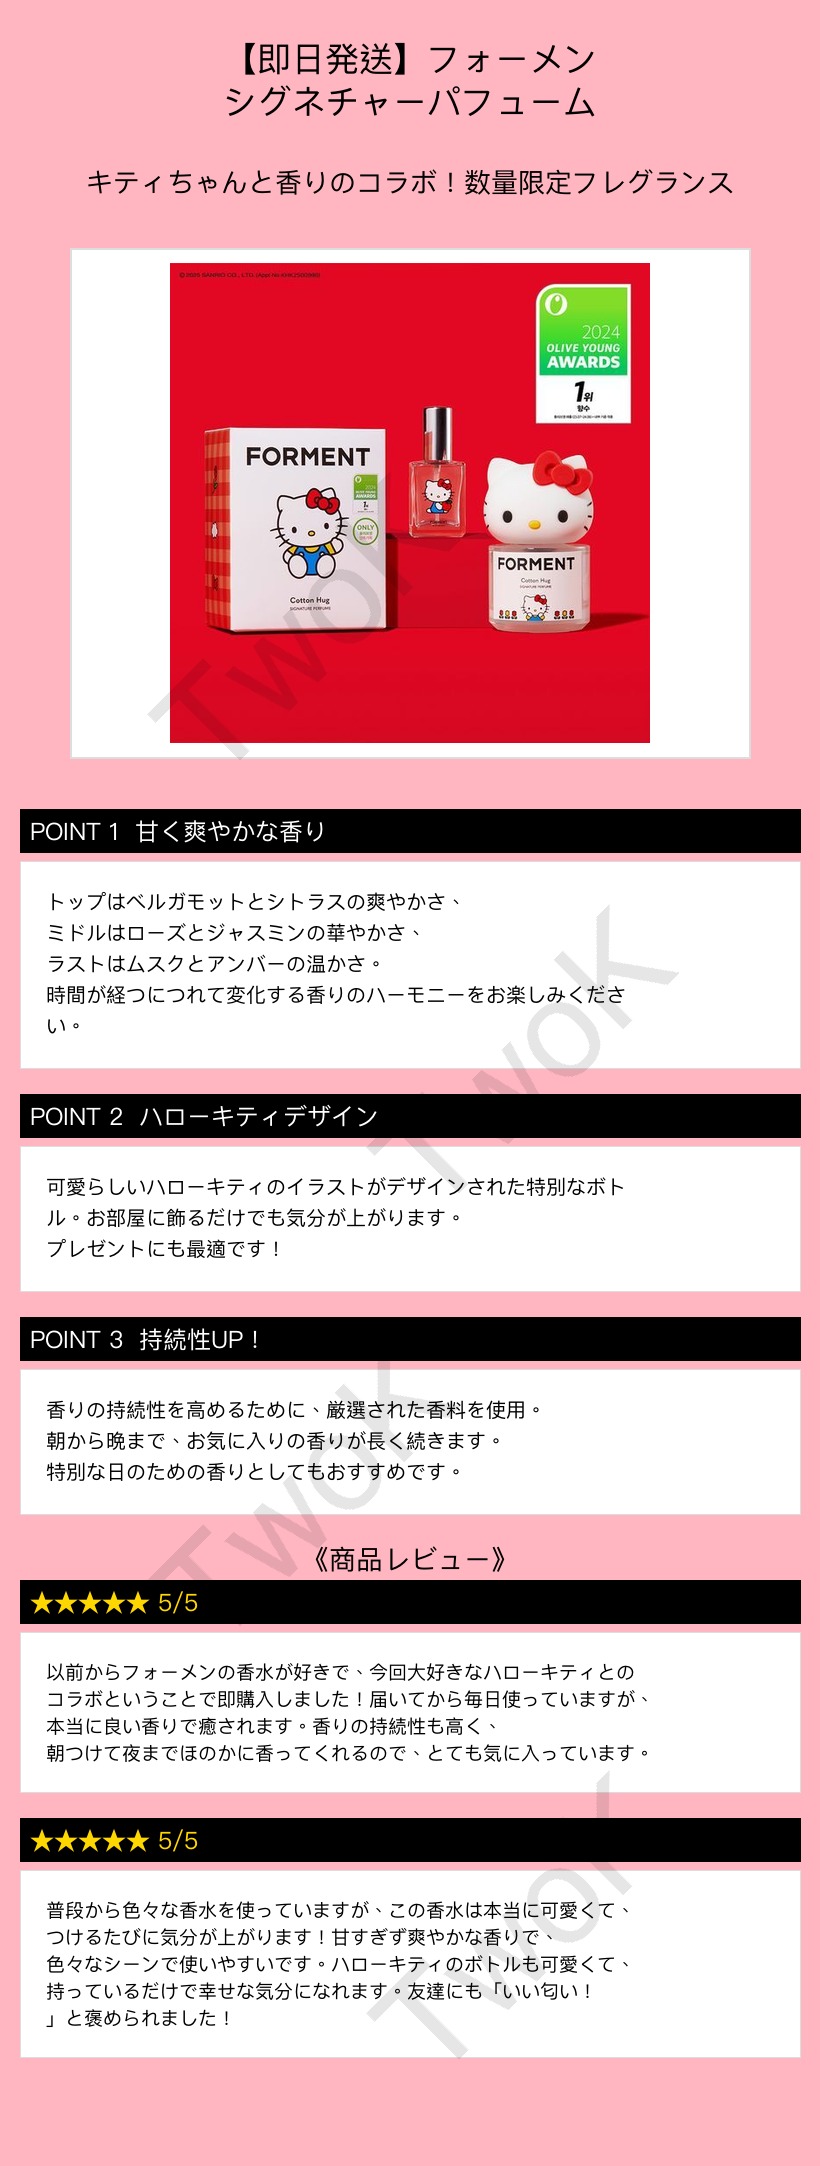 【即日発送】フォーメン
シグネチャーパフューム
キティちゃんと香りのコラボ！数量限定フレグランス
2024
OLIVE YOUNG
AWARDS
1위
향수
FORMENT
2024
OLIVE YOUNG
AWARDS
ONLY
Cotton Hug
SIGNATURE PERFUME
FORMENT
FORMENT
Cotton Hug
SIGNATURE PERFUME
TwoK
POINT 1 甘く爽やかな香り
トップはベルガモットとシトラスの爽やかさ、
ミドルはローズとジャスミンの華やかさ、
ラストはムスクとアンバーの温かさ。
時間が経つにつれて変化する香りのハーモニーをお楽しみくださ
い。
TwoK
POINT 2 ハローキティデザイン
可愛らしいハローキティのイラストがデザインされた特別なボト
ル。お部屋に飾るだけでも気分が上がります。
プレゼントにも最適です！
POINT 3 持続性UP！
香りの持続性を高めるために、厳選された香料を使用。
朝から晩まで、お気に入りの香りが長く続きます。
特別な日のための香りとしてもおすすめです。
TwoK
《商品レビュー》
★★★★★ 5/5
以前からフォーメンの香水が好きで、今回大好きなハローキティとの
コラボということで即購入しました！届いてから毎日使っていますが、
本当に良い香りで癒されます。香りの持続性も高く、
朝つけて夜までほのかに香ってくれるので、とても気に入っています。
★★★★★ 5/5
普段から色々な香水を使っていますが、この香水は本当に可愛くて、
つけるたびに気分が上がります！甘すぎず爽やかな香りで、
色々なシーンで使いやすいです。ハローキティのボトルも可愛くて、
持っているだけで幸せな気分になれます。友達にも「いい匂い！
」と褒められました！
TwoK